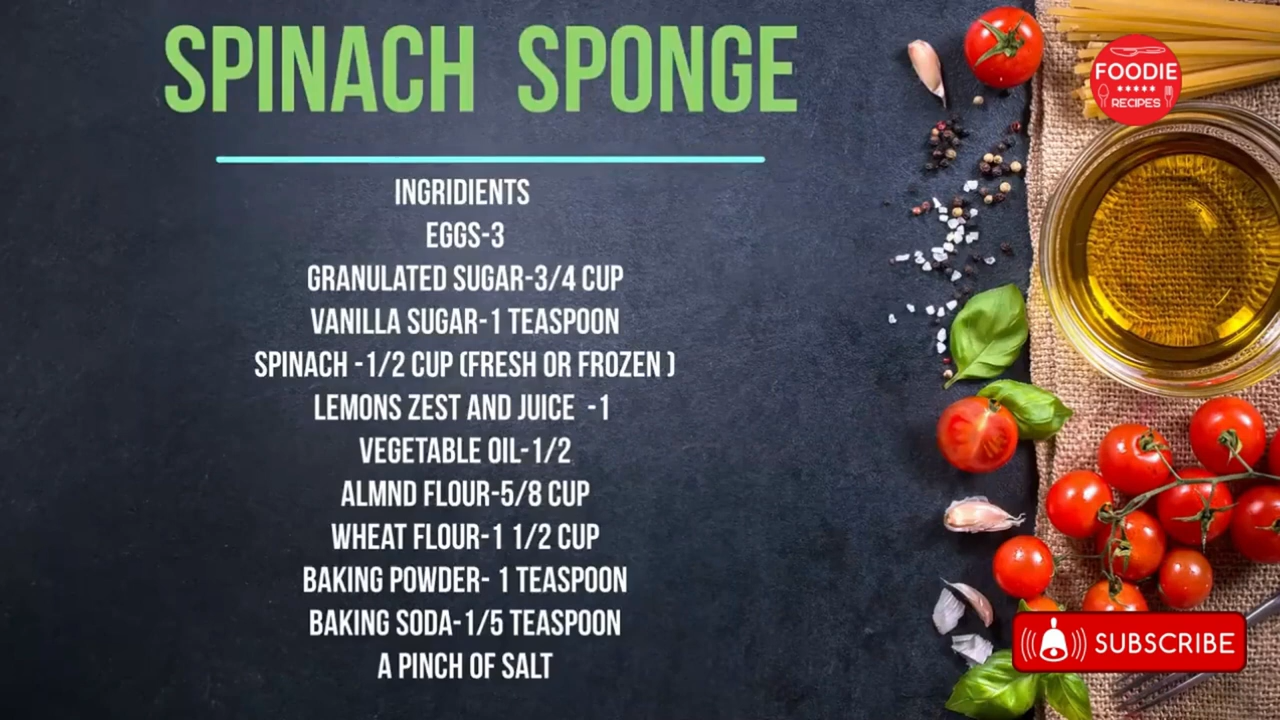 SPINACH SPONGE
FOODIE
RECIPES
INGRIDIENTS
EGGS-3
GRANULATED SUGAR-3/4 CUP
VANILLA SUGAR-1 TEASPOON
SPINACH -1/2 CUP (FRESH OR FROZEN )
LEMONS ZEST AND JUICE -1
VEGETABLE OIL-1/2
ALMND FLOUR-5/8 CUP
WHEAT FLOUR-1 1/2 CUP
BAKING POWDER- 1 TEASPOON
BAKING SODA-1/5 TEASPOON
A PINCH OF SALT
SUBSCRIBE